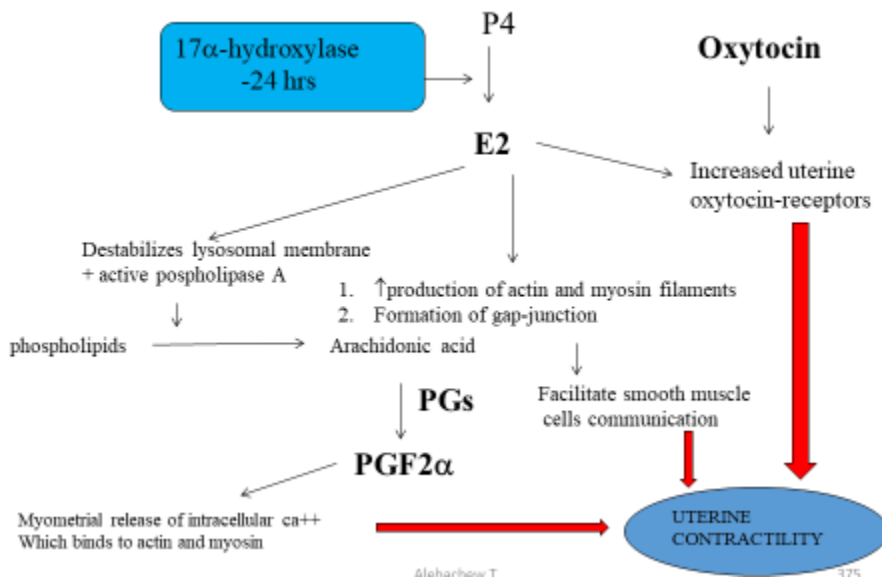 17α-hydroxylase
-24 hrs
P4
Oxytocin
E2
Increased uterine
oxytocin-receptors
Destabilizes lysosomal membrane
+ active pospholipase A
1. ↑production of actin and myosin filaments
2. Formation of gap-junction
phospholipids
Arachidonic acid
PGs
Facilitate smooth muscle
cells communication
PGF2α
Myometrial release of intracellular ca++
Which binds to actin and myosin
UTERINE
CONTRACTILITY
Alebachew T
375